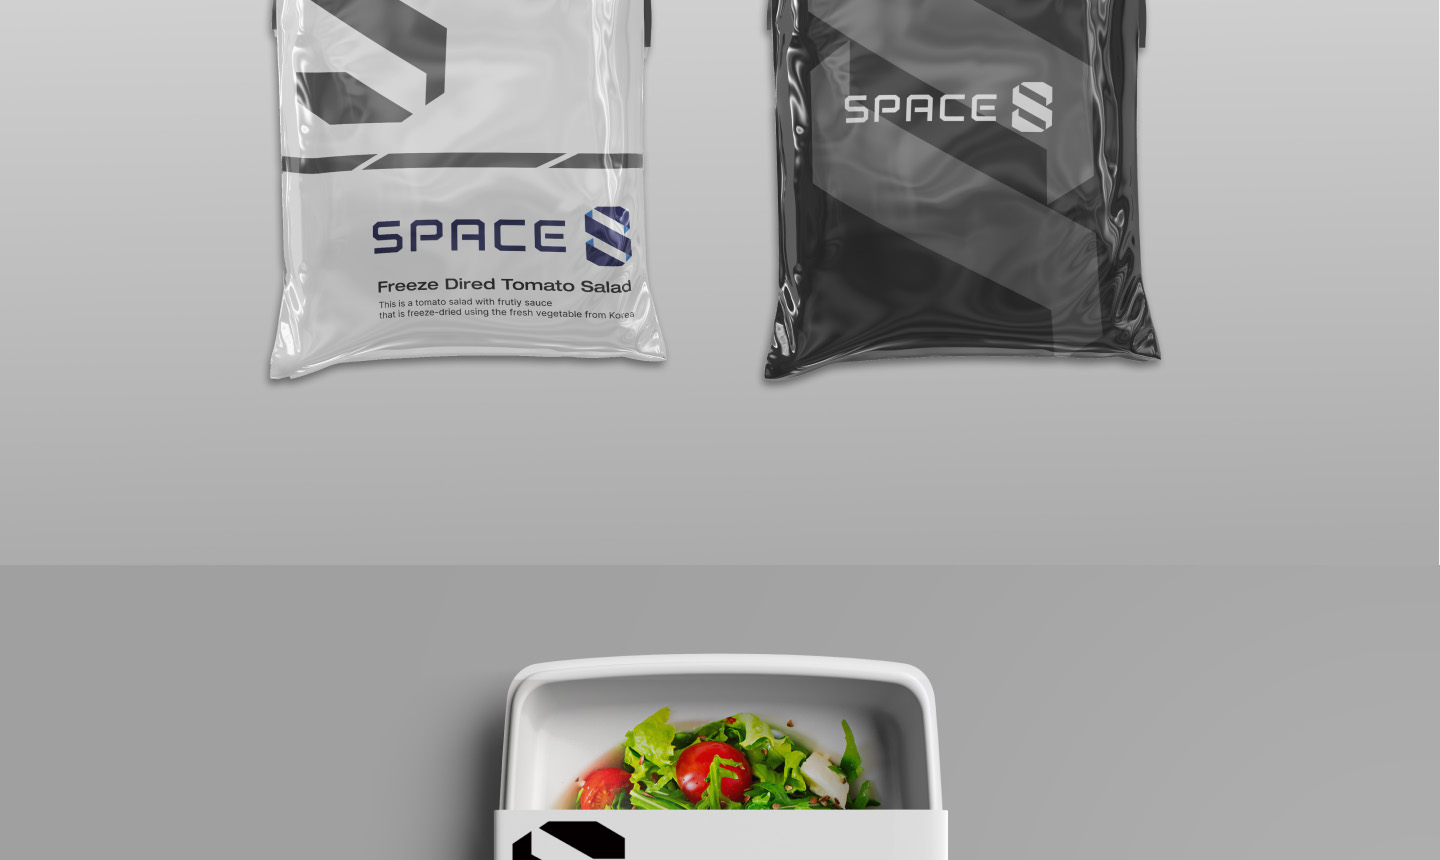 SPACE
SPACE
Freeze Dired Tomato Salad
This is a tomato salad with frutiy sauce
that is freeze-dried using the fresh vegetable from Korea